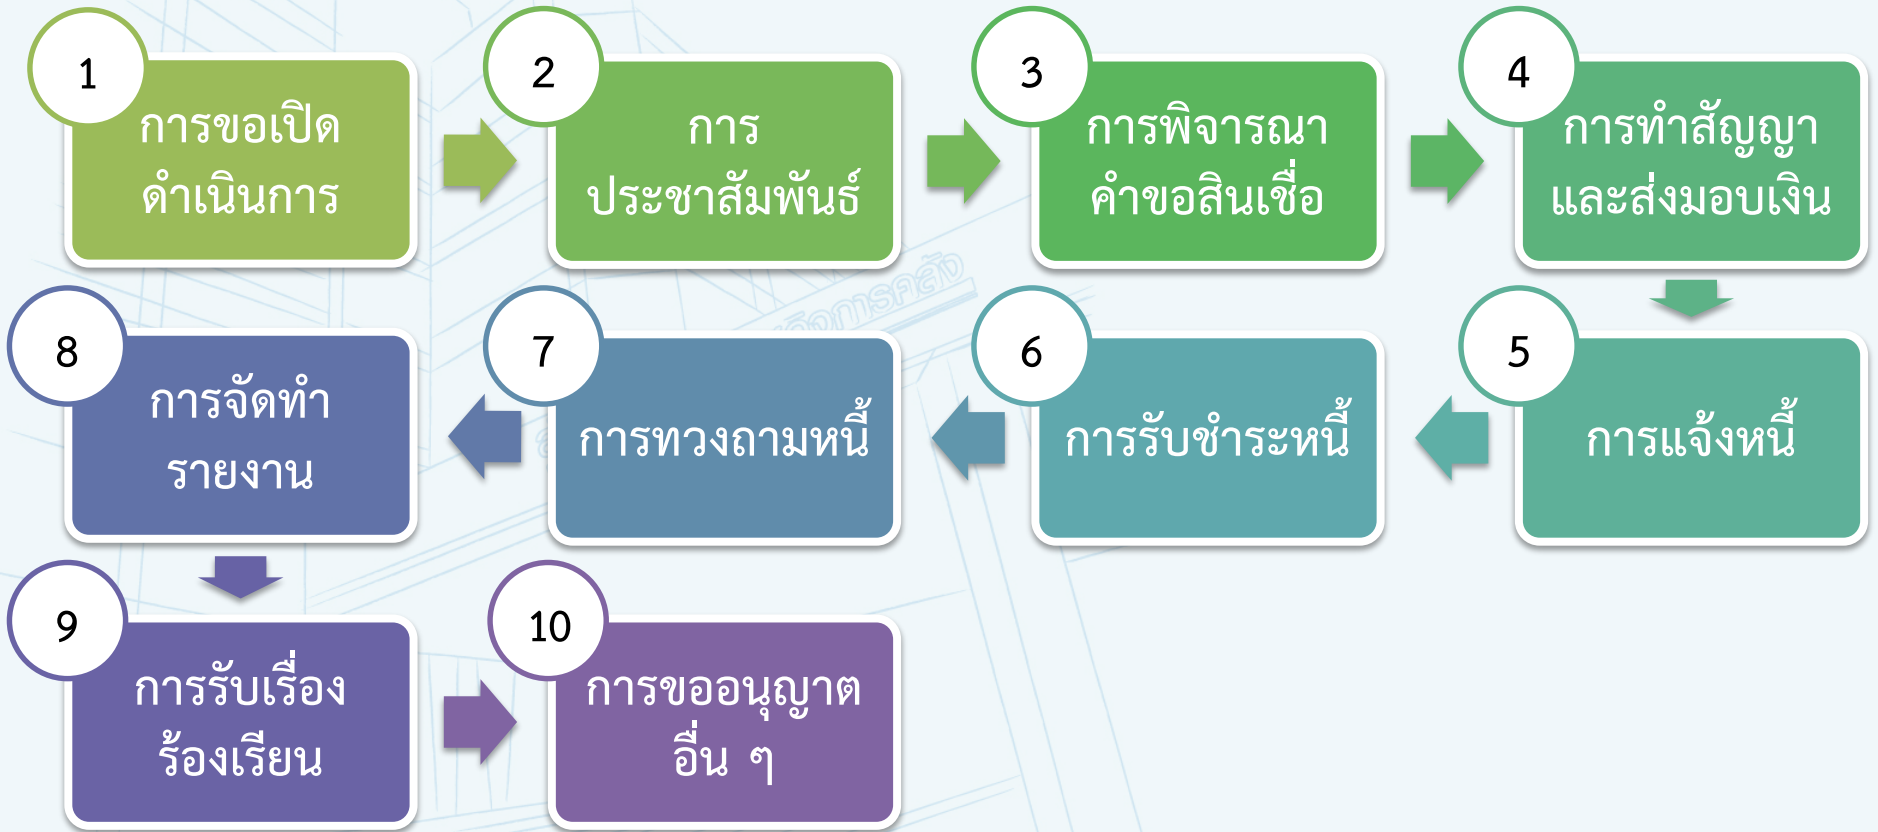 1
การขอเปิด
ดำเนินการ
2
การ
ประชาสัมพันธ์
3
การพิจารณา
คำขอสินเชื่อ
4
การทำสัญญา
และส่งมอบเงิน
5
การแจ้งหนี้
6
การรับชำระหนี้
7
การทวงถามหนี้
8
การจัดทำ
รายงาน
9
การรับเรื่อง
ร้องเรียน
10
การขออนุญาต
อื่น ๆ